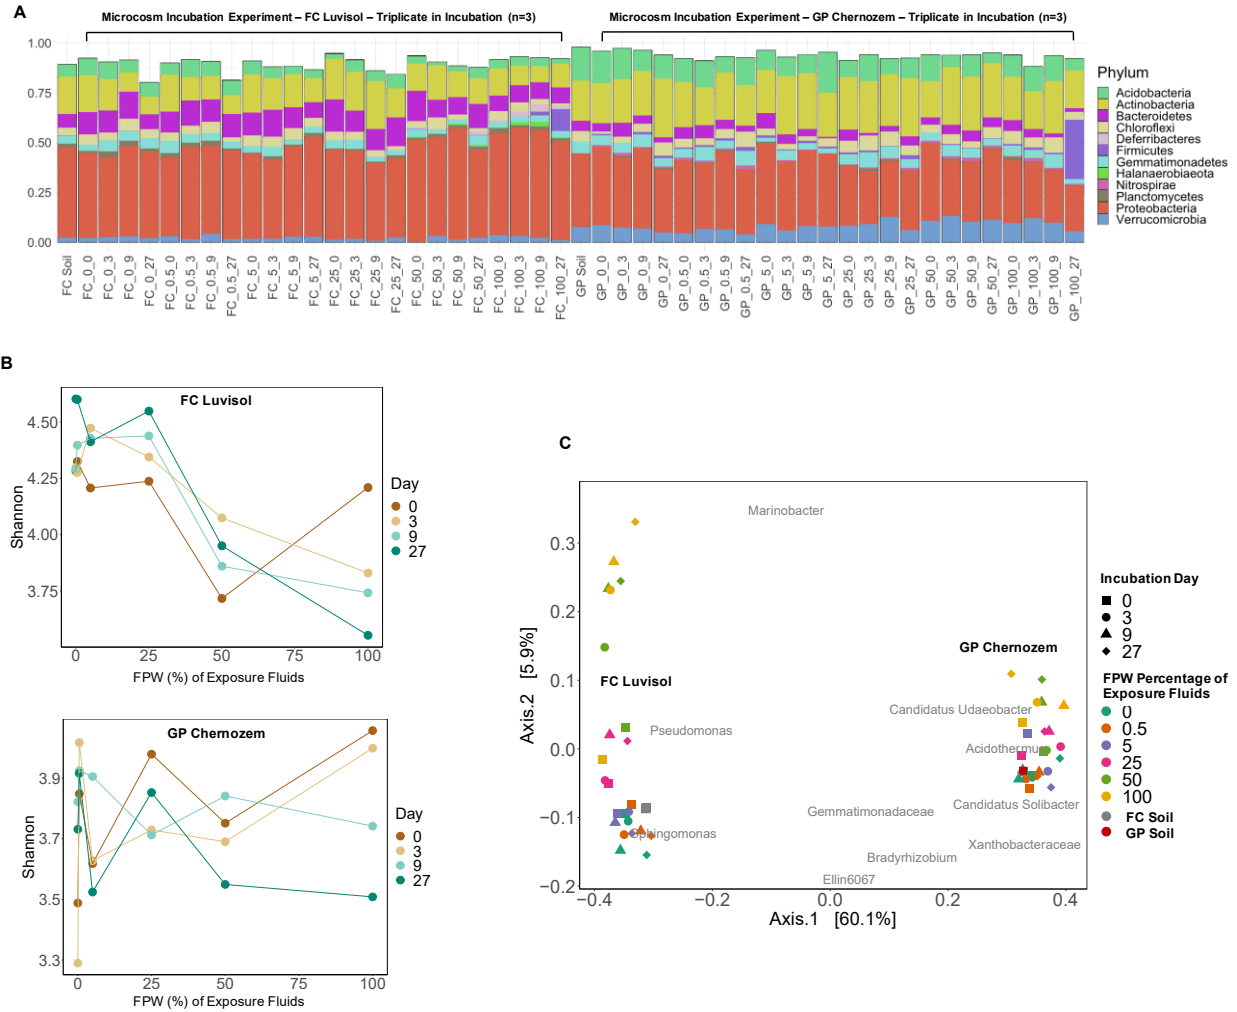 A
Microcosm Incubation Experiment – FC Luvisol – Triplicate in Incubation (n=3)
Microcosm Incubation Experiment – GP Chernozem – Triplicate in Incubation (n=3)
1.00
0.75
0.50
0.25
0.00
FC Soil
FC_0_0
FC_0_3
FC_0_9
FC_0_27
FC_0.5_0
FC_0.5_3
FC_0.5_9
FC_0.5_27
FC_5_0
FC_5_3
FC_5_9
FC_5_27
FC_25_0
FC_25_3
FC_25_9
FC_25_27
FC_50_0
FC_50_3
FC_50_9
FC_50_27
FC_100_0
FC_100_3
FC_100_9
FC_100_27
GP Soil
GP_0_0
GP_0_3
GP_0_9
GP_0_27
GP_0.5_0
GP_0.5_3
GP_0.5_9
GP_0.5_27
GP_5_0
GP_5_3
GP_5_9
GP_5_27
GP_25_0
GP_25_3
GP_25_9
GP_25_27
GP_50_0
GP_50_3
GP_50_9
GP_50_27
GP_100_0
GP_100_3
GP_100_9
GP_100_27
Phylum
Acidobacteria
Actinobacteria
Bacteroidetes
Chloroflexi
Deferribacteres
Firmicutes
Gemmatimonadetes
Halanaerobiaeota
Nitrospirae
Planctomycetes
Proteobacteria
Verrucomicrobia
B
FC Luvisol
Shannon
4.50
4.25
4.00
3.75
0 25 50 75 100
FPW (%) of Exposure Fluids
Day
0
3
9
27
GP Chernozem
Shannon
3.9
3.7
3.5
3.3
0 25 50 75 100
FPW (%) of Exposure Fluids
Day
0
3
9
27
C
Axis.2 [5.9%]
0.3
0.2
0.1
0.0
−0.1
−0.2
−0.4 −0.2 0.0 0.2 0.4
Axis.1 [60.1%]
Marinobacter
GP Chernozem
FC Luvisol
Candidatus Udaeobacter
Pseudomonas
Acidothermus
Candidatus Solibacter
Gemmatimonadaceae
Sphingomonas
Xanthobacteraceae
Bradyrhizobium
Ellin6067
Incubation Day
0
3
9
27
FPW Percentage of
Exposure Fluids
0
0.5
5
25
50
100
FC Soil
GP Soil